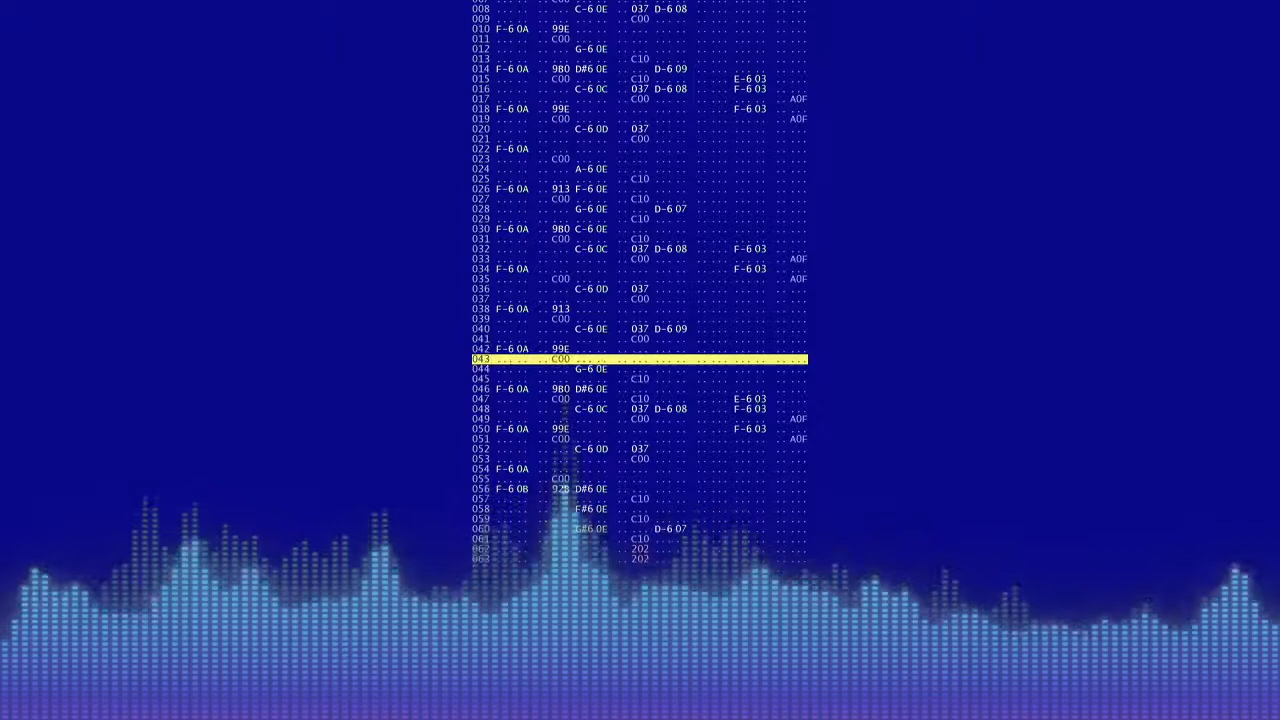 008 C-6 0E 037 D-6 08
009 C00
010 F-6 0A 99E
011 C00
012 G-6 0E
013 C10
014 F-6 0A 9B0 D#6 0E D-6 09
015 C00 C10 E-6 03
016 C-6 0C 037 D-6 08 F-6 03
017 C00 A0F
018 F-6 0A 99E F-6 03
019 C00 A0F
020 C-6 0D 037
021 C00
022 F-6 0A
023 C00
024 A-6 0E
025 C10
026 F-6 0A 913 F-6 0E
027 C00 C10
028 G-6 0E D-6 07
029 C10
030 F-6 0A 9B0 C-6 0E
031 C00 C10
032 C-6 0C 037 D-6 08 F-6 03
033 C00 A0F
034 F-6 0A F-6 03
035 C00 A0F
036 C-6 0D 037
037 C00
038 F-6 0A 913
039 C00
040 C-6 0E 037 D-6 09
041 C00
042 F-6 0A 99E
043 C00
044 G-6 0E
045 C10
046 F-6 0A 9B0 D#6 0E
047 C00 C10 E-6 03
048 C-6 0C 037 D-6 08 F-6 03
049 C00 A0F
050 F-6 0A 99E F-6 03
051 C00 A0F
052 C-6 0D 037
053 C00
054 F-6 0A
055 C00
056 F-6 0B D#6 0E
057 C10
058 F#6 0E
059 C10
060 G#6 0E D-6 07
061 C10
062 202
063 202